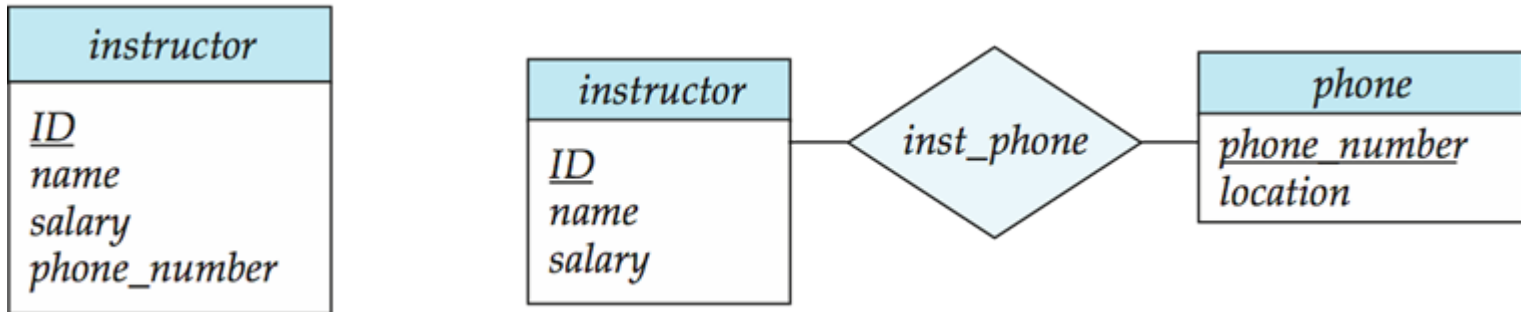 instructor
ID
name
salary
phone_number
instructor
ID
name
salary
inst_phone
phone
phone_number
location